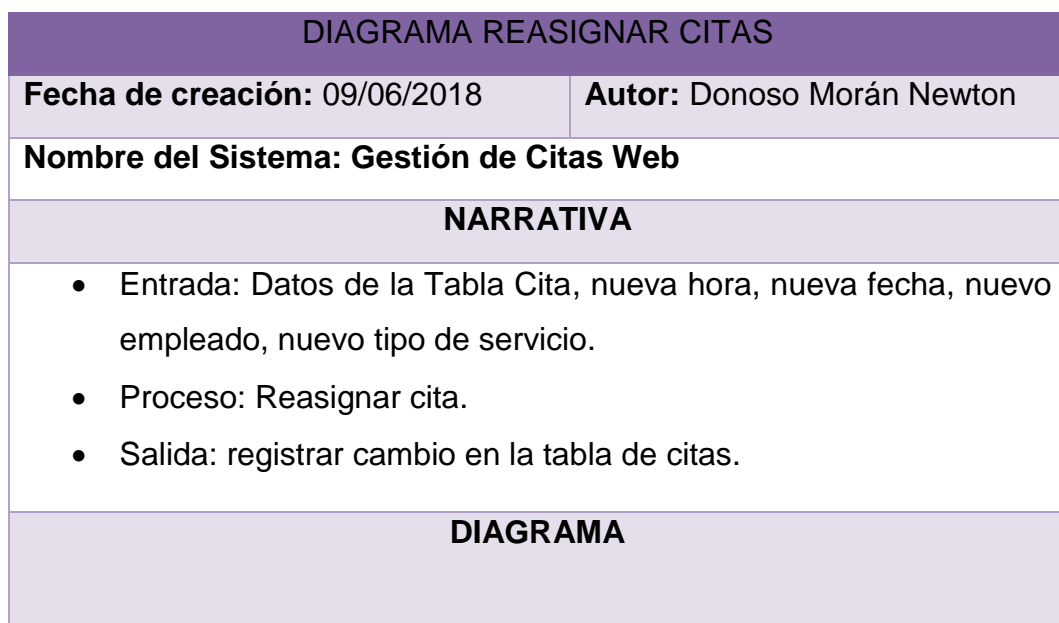 DIAGRAMA REASIGNAR CITAS
Fecha de creación: 09/06/2018
Autor: Donoso Morán Newton
Nombre del Sistema: Gestión de Citas Web
NARRATIVA
• Entrada: Datos de la Tabla Cita, nueva hora, nueva fecha, nuevo
empleado, nuevo tipo de servicio.
• Proceso: Reasignar cita.
• Salida: registrar cambio en la tabla de citas.
DIAGRAMA